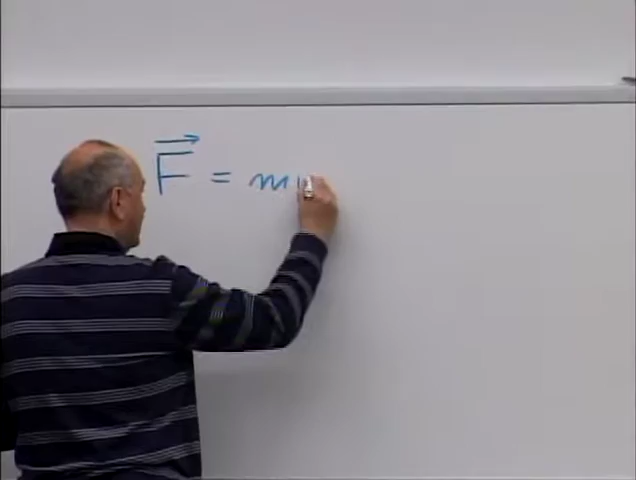 F⃗ = m